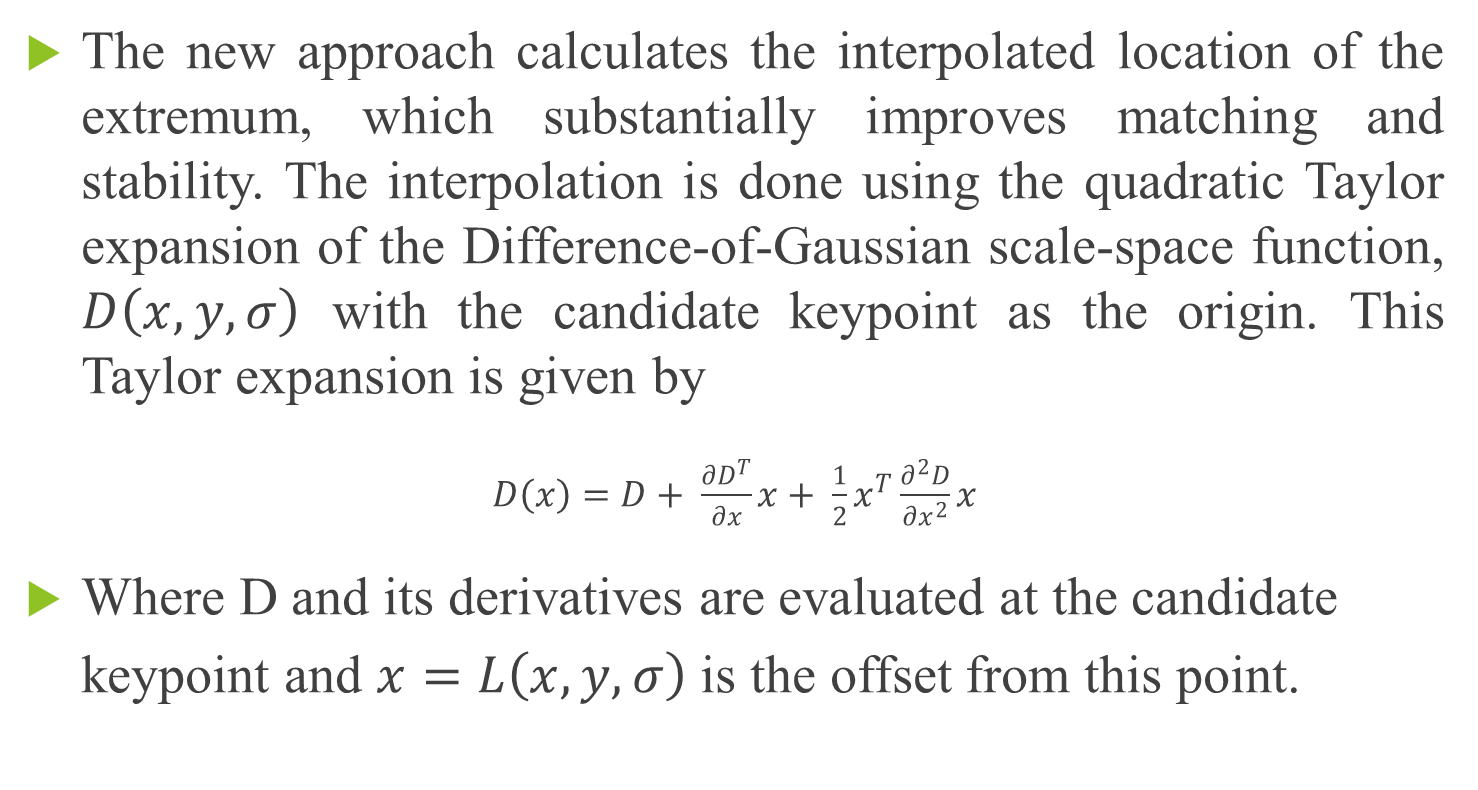 The new approach calculates the interpolated location of the
extremum, which substantially improves matching and
stability. The interpolation is done using the quadratic Taylor
expansion of the Difference-of-Gaussian scale-space function,
D(x, y, σ) with the candidate keypoint as the origin. This
Taylor expansion is given by
D(x) = D + ∂Dᵀ/∂x x + 1/2 xᵀ ∂²D/∂x² x
Where D and its derivatives are evaluated at the candidate
keypoint and x = L(x, y, σ) is the offset from this point.